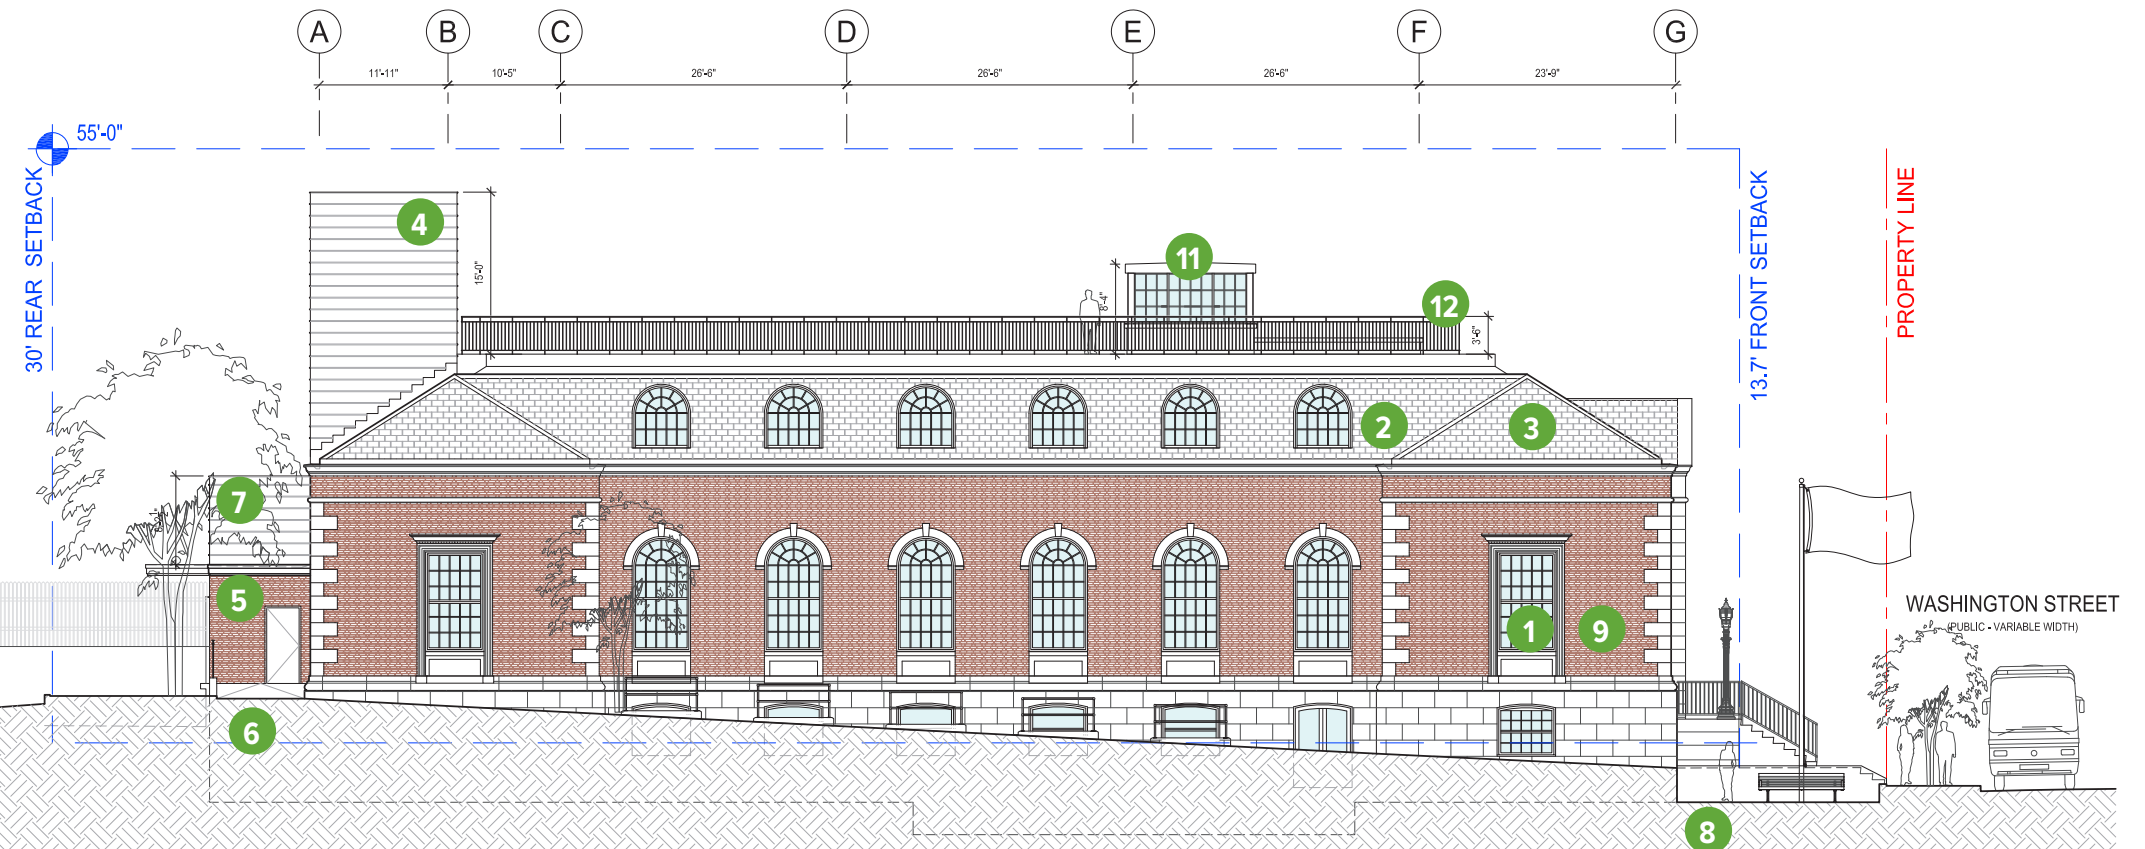 A B C D E F G
11'-11" 10'-5" 26'-6" 26'-6" 26'-6" 23'-9"
55'-0"
30' REAR SETBACK
13.7' FRONT SETBACK
PROPERTY LINE
4
15'-0"
11
8'-4"
12
3'-6"
2
3
7
5
1
9
WASHINGTON STREET
(PUBLIC - VARIABLE WIDTH)
6
8